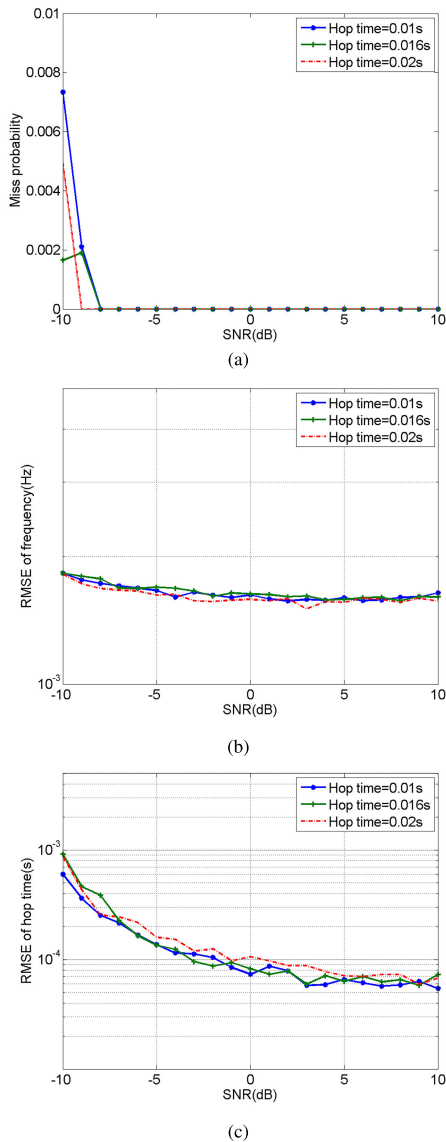 0.01
0.008
0.006
0.004
0.002
0
Miss probability
Hop time=0.01s
Hop time=0.016s
Hop time=0.02s
-10
-5
0
5
10
SNR(dB)
(a)
RMSE of frequency(Hz)
Hop time=0.01s
Hop time=0.016s
Hop time=0.02s
10-3
-10
-5
0
5
10
SNR(dB)
(b)
RMSE of hop time(s)
Hop time=0.01s
Hop time=0.016s
Hop time=0.02s
10-3
10-4
-10
-5
0
5
10
SNR(dB)
(c)